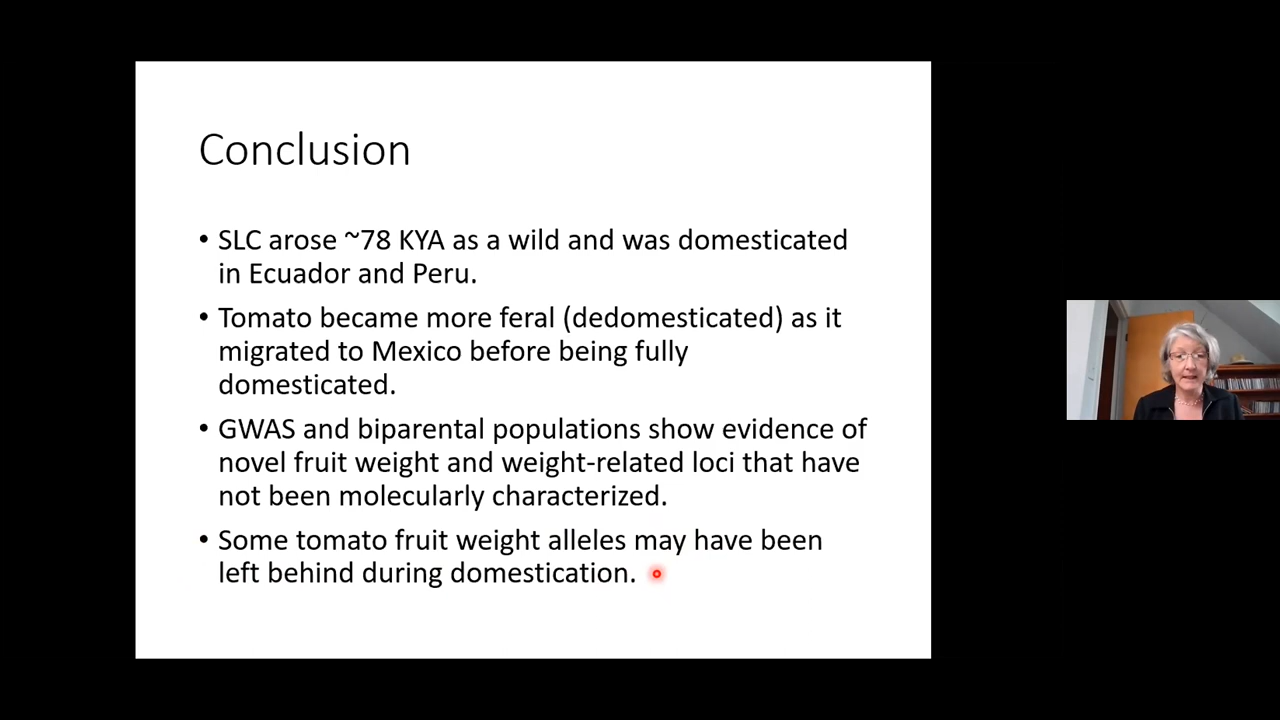 Conclusion
• SLC arose ~78 KYA as a wild and was domesticated
in Ecuador and Peru.
• Tomato became more feral (dedomesticated) as it
migrated to Mexico before being fully
domesticated.
• GWAS and biparental populations show evidence of
novel fruit weight and weight-related loci that have
not been molecularly characterized.
• Some tomato fruit weight alleles may have been
left behind during domestication.